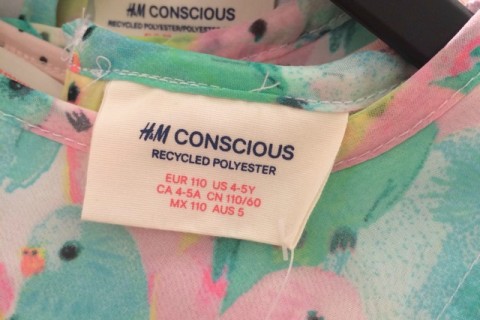 H&M CONSCIOUS
RECYCLED POLYESTER/POLYESTER
H&M CONSCIOUS
RECYCLED POLYESTER
EUR 110 US 4-5Y
CA 4-5A CN 110/60
MX 110 AUS 5